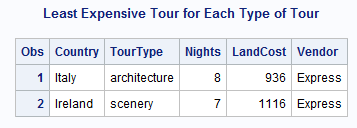 Least Expensive Tour for Each Type of Tour
Obs Country TourType Nights LandCost Vendor
1 Italy architecture 8 936 Express
2 Ireland scenery 7 1116 Express